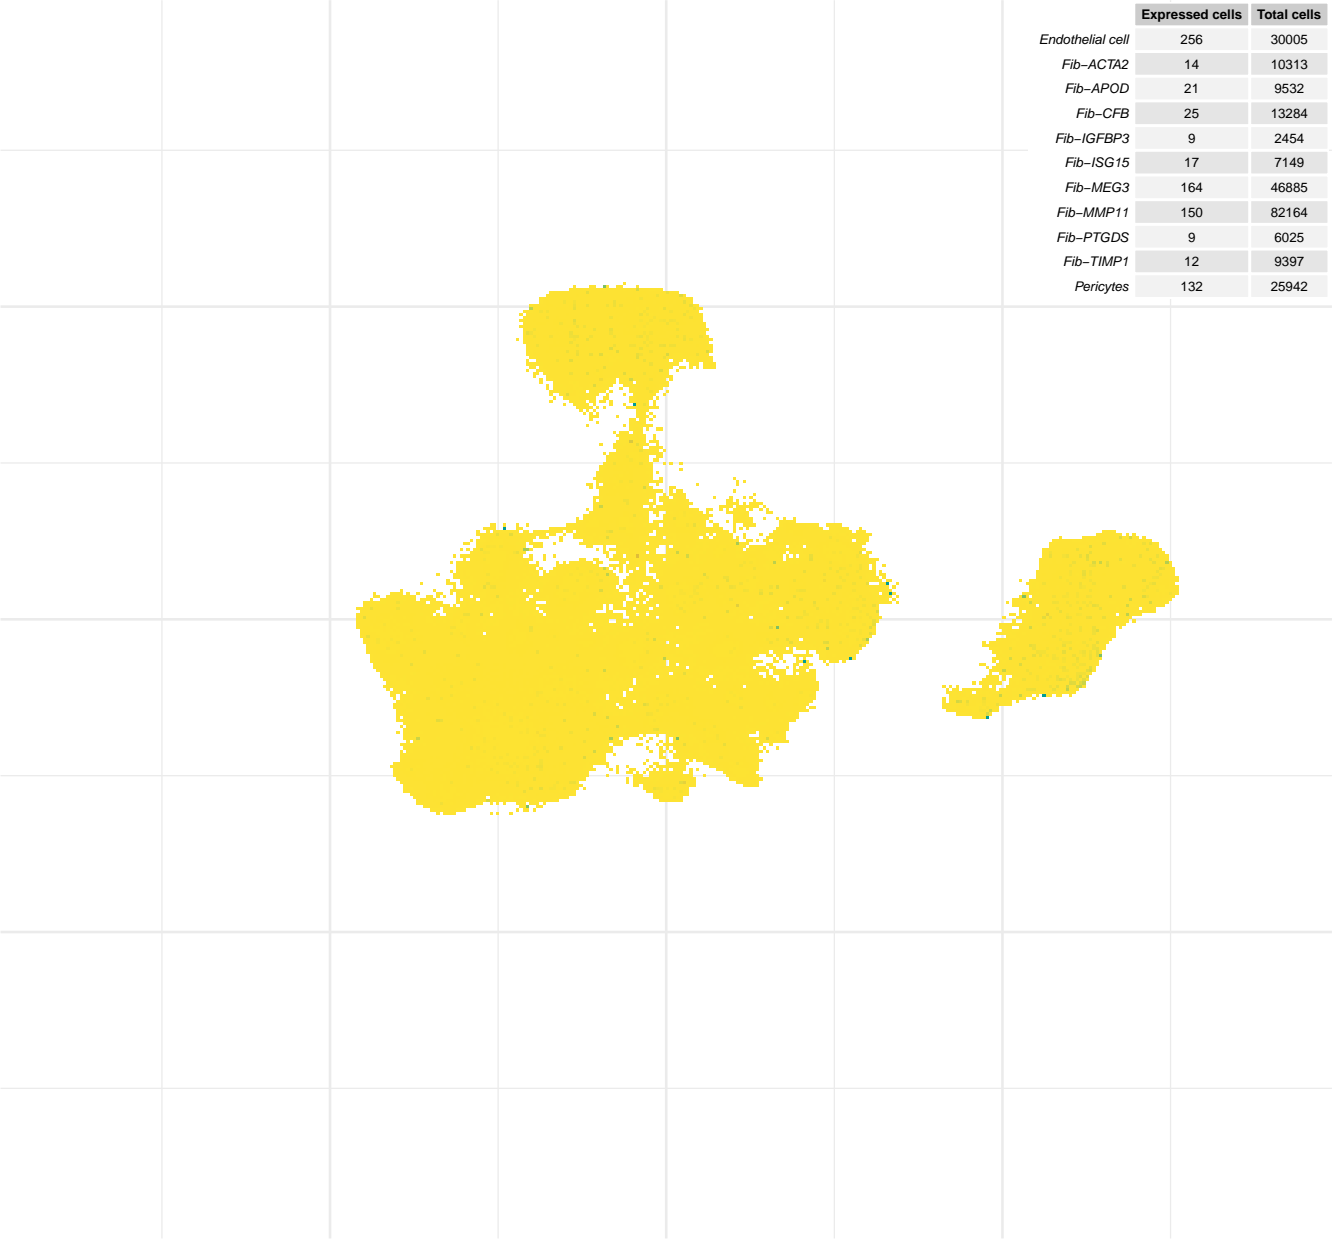 Expressed cells Total cells
Endothelial cell 256 30005
Fib−ACTA2 14 10313
Fib−APOD 21 9532
Fib−CFB 25 13284
Fib−IGFBP3 9 2454
Fib−ISG15 17 7149
Fib−MEG3 164 46885
Fib−MMP11 150 82164
Fib−PTGDS 9 6025
Fib−TIMP1 12 9397
Pericytes 132 25942